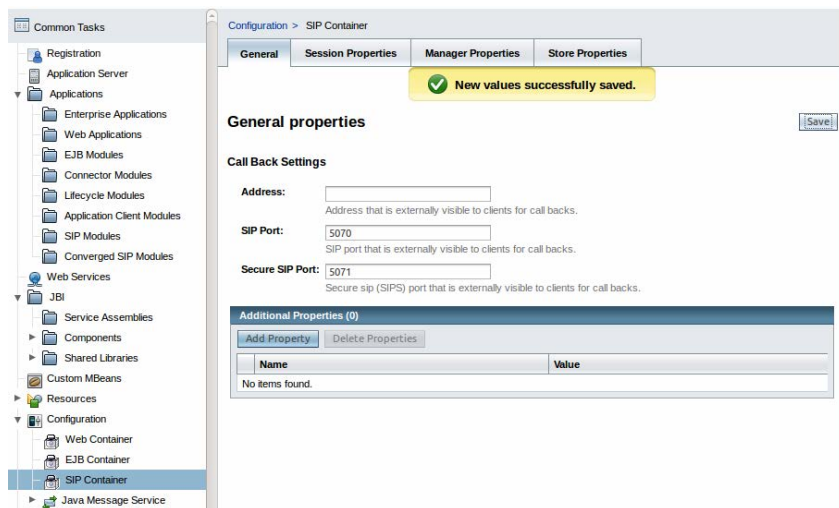 Common Tasks
Registration
Application Server
Applications
Enterprise Applications
Web Applications
EJB Modules
Connector Modules
Lifecycle Modules
Application Client Modules
SIP Modules
Converged SIP Modules
Web Services
JBI
Service Assemblies
Components
Shared Libraries
Custom MBeans
Resources
Configuration
Web Container
EJB Container
SIP Container
Java Message Service
Configuration > SIP Container
General Session Properties Manager Properties Store Properties
New values successfully saved.
General properties
Save
Call Back Settings
Address:
Address that is externally visible to clients for call backs.
SIP Port: 5070
SIP port that is externally visible to clients for call backs.
Secure SIP Port: 5071
Secure sip (SIPS) port that is externally visible to clients for call backs.
Additional Properties (0)
Add Property Delete Properties
Name Value
No items found.